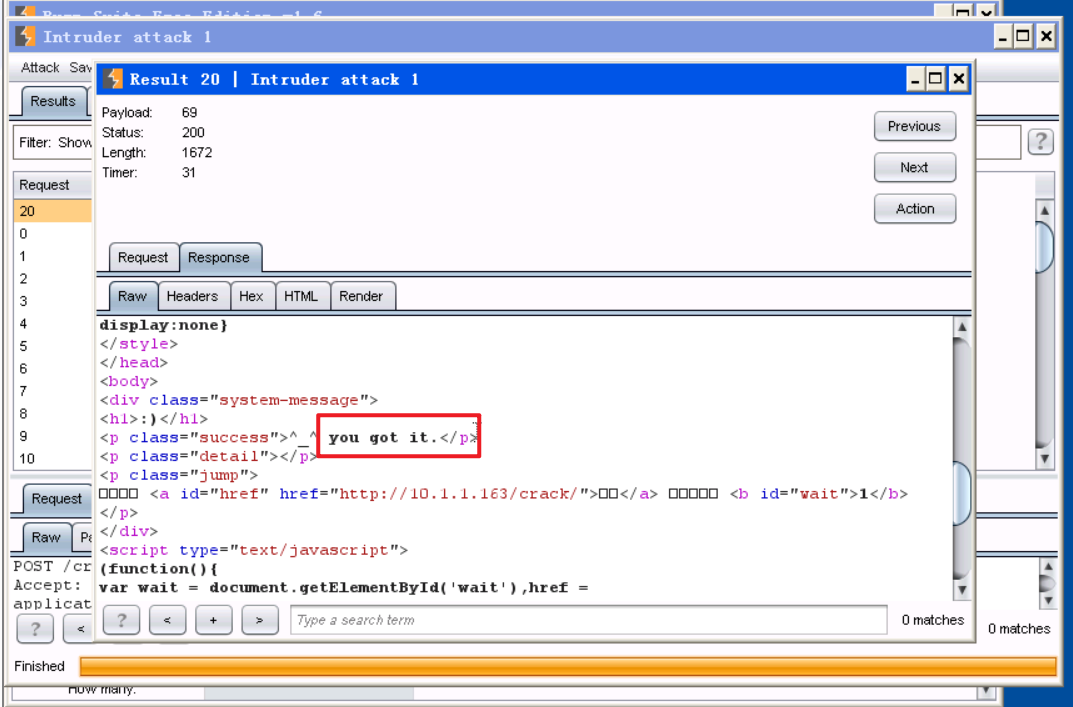 Burp Suite Free Edition v1.6
Intruder attack 1
Attack Sav
Result 20 | Intruder attack 1
Results
Payload: 69
Status: 200
Length: 1672
Timer: 31
Previous
Next
Action
Filter: Show
?
Request
20
0
1
2
3
4
5
6
7
8
9
10
Request Response
Raw Headers Hex HTML Render
display:none}
</style>
</head>
<body>
<div class="system-message">
<h1>:)</h1>
<p class="success">^_^ you got it.</p>
<p class="detail"></p>
<p class="jump">
□□□□ <a id="href" href="http://10.1.1.163/crack/">□□</a> □□□□□ <b id="wait">1</b>
</p>
</div>
<script type="text/javascript">
(function(){
var wait = document.getElementById('wait'),href =
? < + > Type a search term 0 matches
Request
Raw Pa
POST /cr
Accept:
applicat
? < 0 matches
Finished
How many: